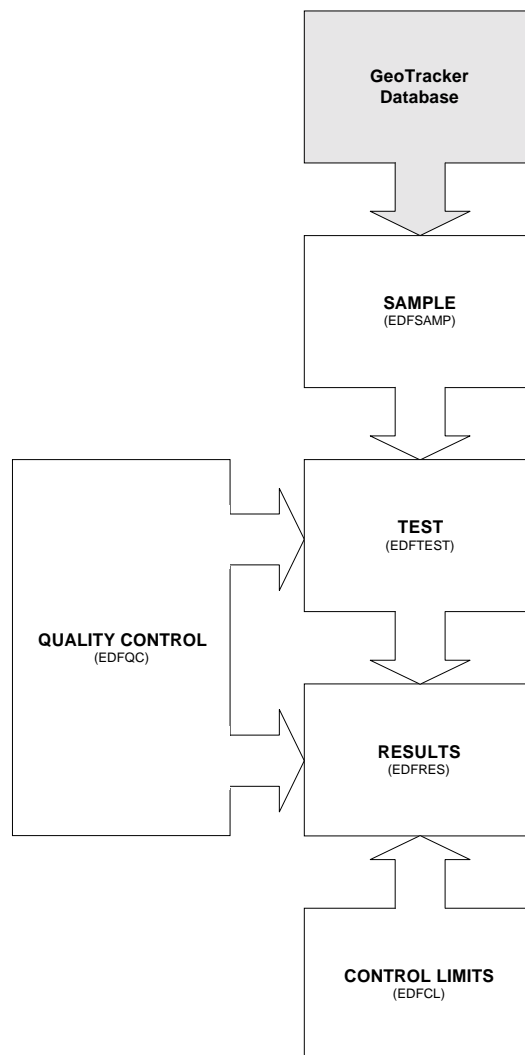 GeoTracker
Database
SAMPLE
(EDFSAMP)
TEST
(EDFTEST)
QUALITY CONTROL
(EDFQC)
RESULTS
(EDFRES)
CONTROL LIMITS
(EDFCL)